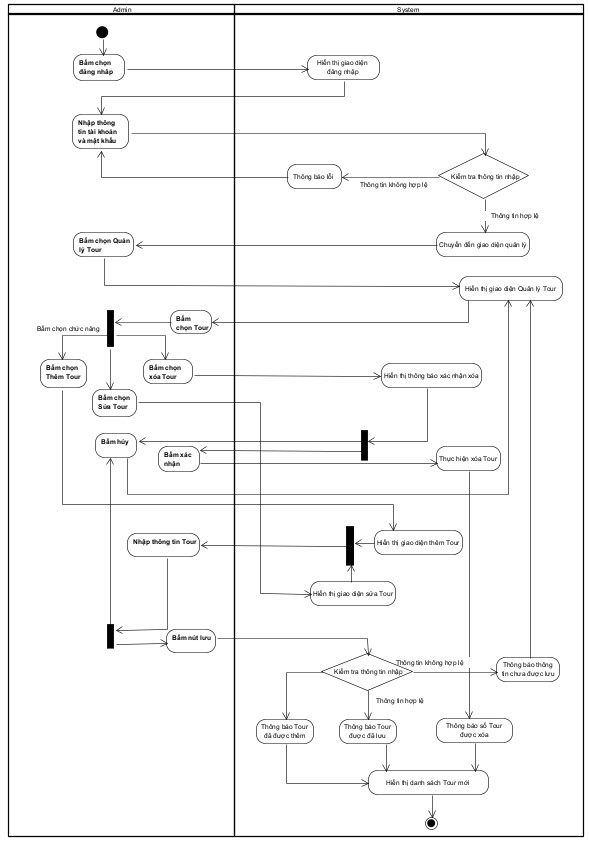 Admin
System
Bấm chọn
đăng nhập
Hiển thị giao diện
đăng nhập
Nhập thông
tin tài khoản
và mật khẩu
Kiểm tra thông tin nhập
Thông báo lỗi
Thông tin không hợp lệ
Thông tin hợp lệ
Bấm chọn Quản
lý Tour
Chuyển đến giao diện quản lý
Hiển thị giao diện Quản lý Tour
Bấm
chọn Tour
Bấm chọn chức năng
Bấm chọn
Thêm Tour
Bấm chọn
xóa Tour
Hiển thị thông báo xác nhận xóa
Bấm chọn
Sửa Tour
Bấm hủy
Bấm xác
nhận
Thực hiện xóa Tour
Nhập thông tin Tour
Hiển thị giao diện thêm Tour
Hiển thị giao diện sửa Tour
Bấm nút lưu
Thông tin không hợp lệ
Kiểm tra thông tin nhập
Thông báo thông
tin chưa được lưu
Thông tin hợp lệ
Thông báo Tour
đã được thêm
Thông báo Tour
được đã lưu
Thông báo số Tour
được xóa
Hiển thị danh sách Tour mới